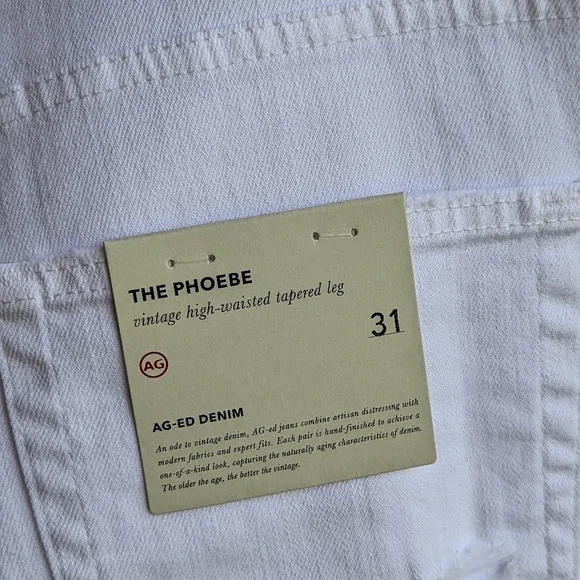 THE PHOEBE
vintage high-waisted tapered leg
31
AG
AG-ED DENIM
An ode to vintage denim, AG-ed jeans combine artisan distressing with
modern fabrics and expert fits. Each pair is hand-finished to achieve a
one-of-a-kind look, capturing the naturally aging characteristics of denim.
The older the age, the better the vintage.